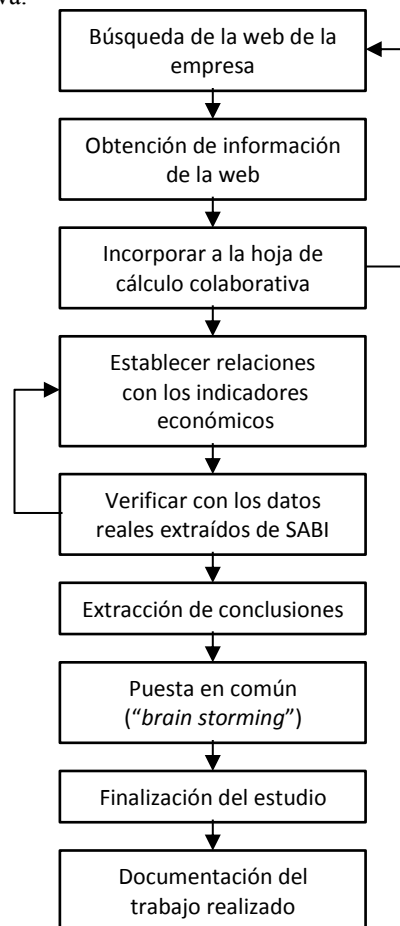 Búsqueda de la web de la
empresa
Obtención de información
de la web
Incorporar a la hoja de
cálculo colaborativa
Establecer relaciones
con los indicadores
económicos
Verificar con los datos
reales extraídos de SABI
Extracción de conclusiones
Puesta en común
(“brain storming”)
Finalización del estudio
Documentación del
trabajo realizado